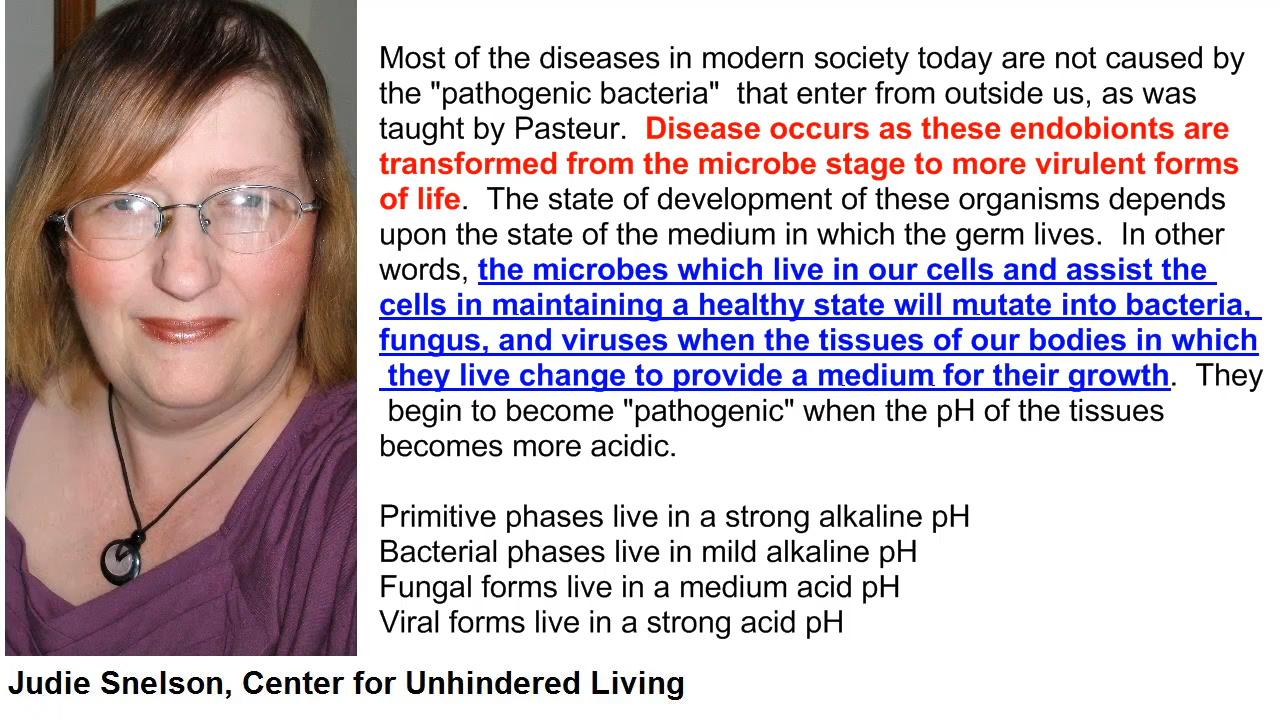 Most of the diseases in modern society today are not caused by
the "pathogenic bacteria"  that enter from outside us, as was
taught by Pasteur.  Disease occurs as these endobionts are
transformed from the microbe stage to more virulent forms
of life.  The state of development of these organisms depends
upon the state of the medium in which the germ lives.  In other
words, the microbes which live in our cells and assist the
cells in maintaining a healthy state will mutate into bacteria,
fungus, and viruses when the tissues of our bodies in which
they live change to provide a medium for their growth.  They
begin to become "pathogenic" when the pH of the tissues
becomes more acidic.
Primitive phases live in a strong alkaline pH
Bacterial phases live in mild alkaline pH
Fungal forms live in a medium acid pH
Viral forms live in a strong acid pH
Judie Snelson, Center for Unhindered Living